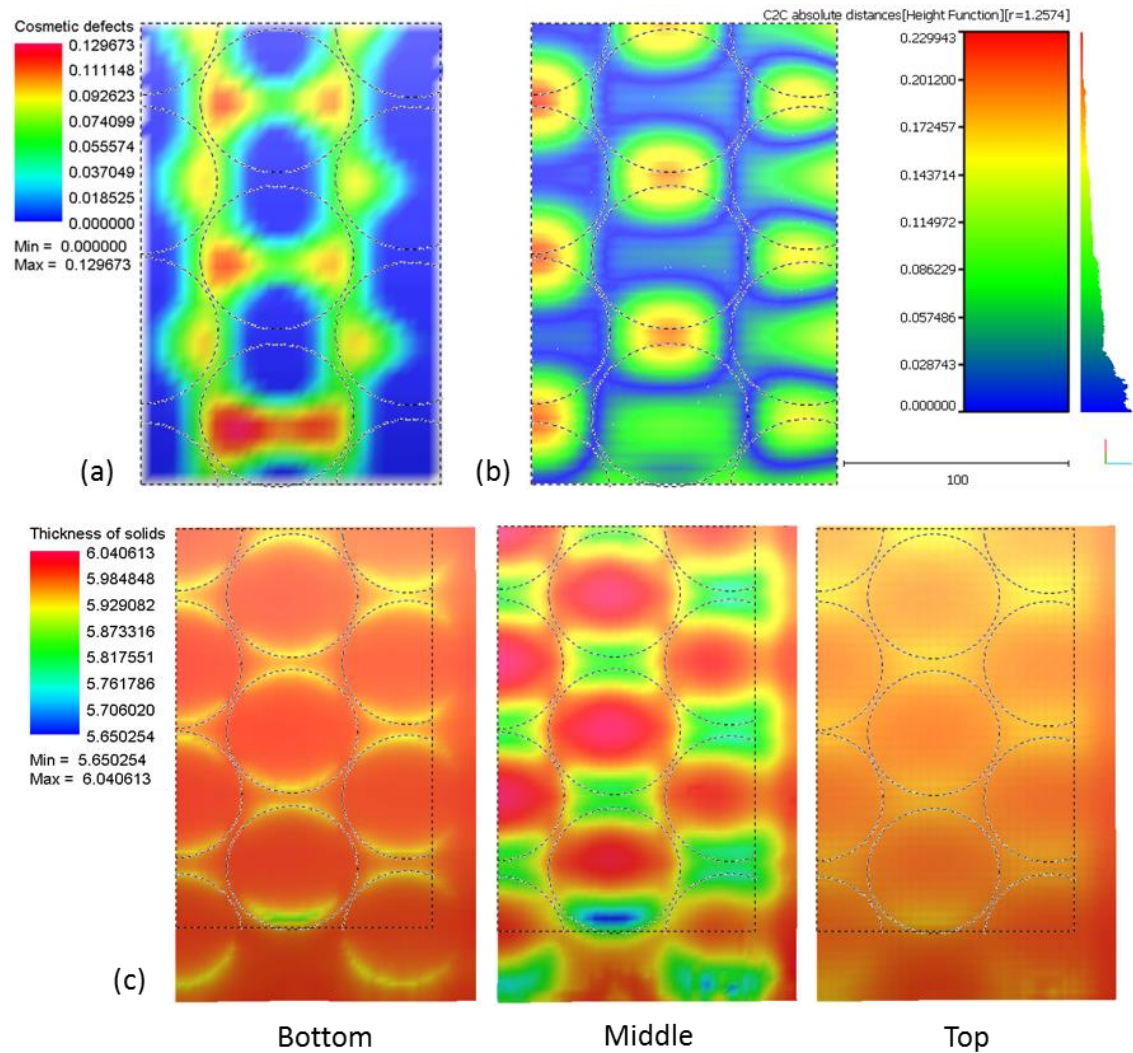 Cosmetic defects
0.129673
0.111148
0.092623
0.074099
0.055574
0.037049
0.018525
0.000000
Min = 0.000000
Max = 0.129673
(a)
C2C absolute distances[Height Function][r=1.2574]
0.229943
0.201200
0.172457
0.143714
0.114972
0.086229
0.057486
0.028743
0.000000
100
(b)
Thickness of solids
6.040613
5.984848
5.929082
5.873316
5.817551
5.761786
5.706020
5.650254
Min = 5.650254
Max = 6.040613
(c)
Bottom
Middle
Top